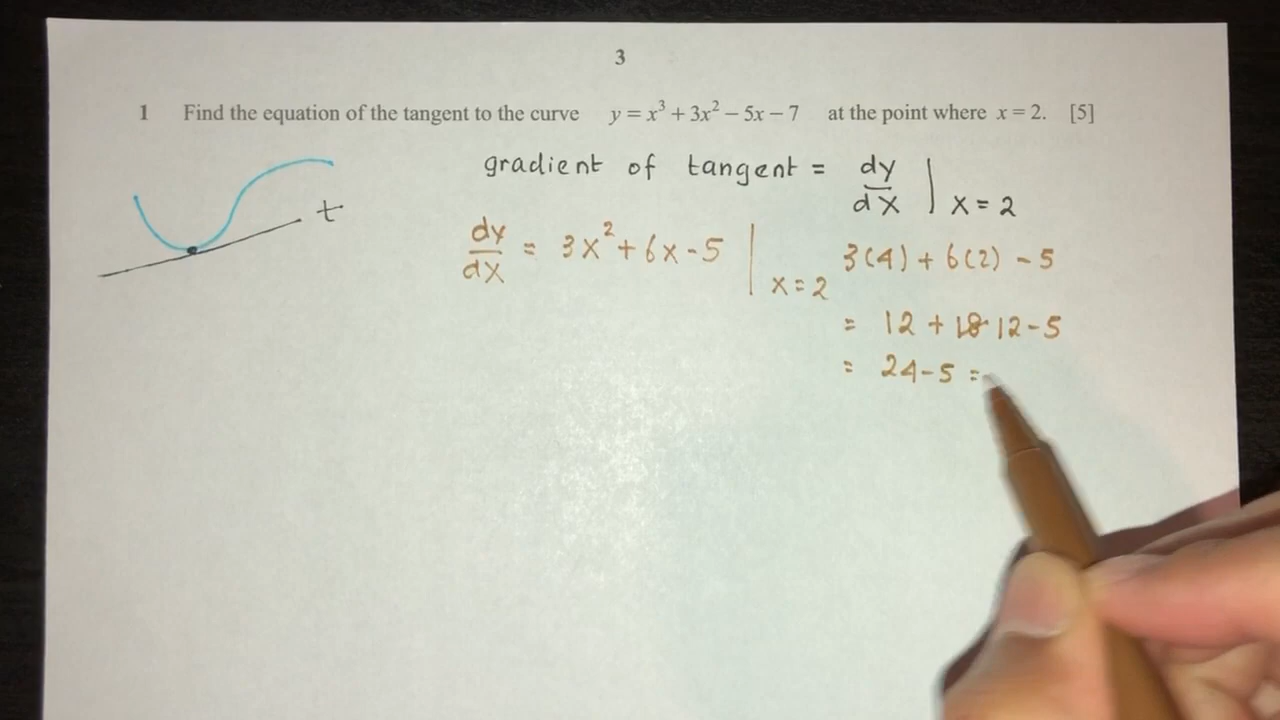 3
1 Find the equation of the tangent to the curve y = x³ + 3x² − 5x − 7 at the point where x = 2. [5]
gradient of tangent = dy/dx | x = 2
t
dy/dx = 3x² + 6x - 5 | x = 2 3(4) + 6(2) - 5
= 12 + 18 12 - 5
= 24 - 5 =